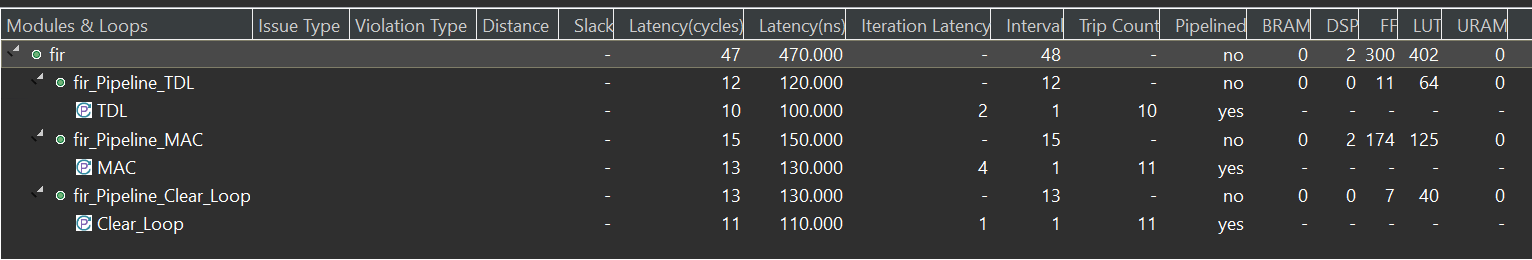 Modules & Loops Issue Type Violation Type Distance Slack Latency(cycles) Latency(ns) Iteration Latency Interval Trip Count Pipelined BRAM DSP FF LUT URAM
fir - 47 470.000 - 48 - no 0 2 300 402 0
fir_Pipeline_TDL - 12 120.000 - 12 - no 0 0 11 64 0
TDL - 10 100.000 2 1 10 yes - - - - -
fir_Pipeline_MAC - 15 150.000 - 15 - no 0 2 174 125 0
MAC - 13 130.000 4 1 11 yes - - - - -
fir_Pipeline_Clear_Loop - 13 130.000 - 13 - no 0 0 7 40 0
Clear_Loop - 11 110.000 1 1 11 yes - - - - -